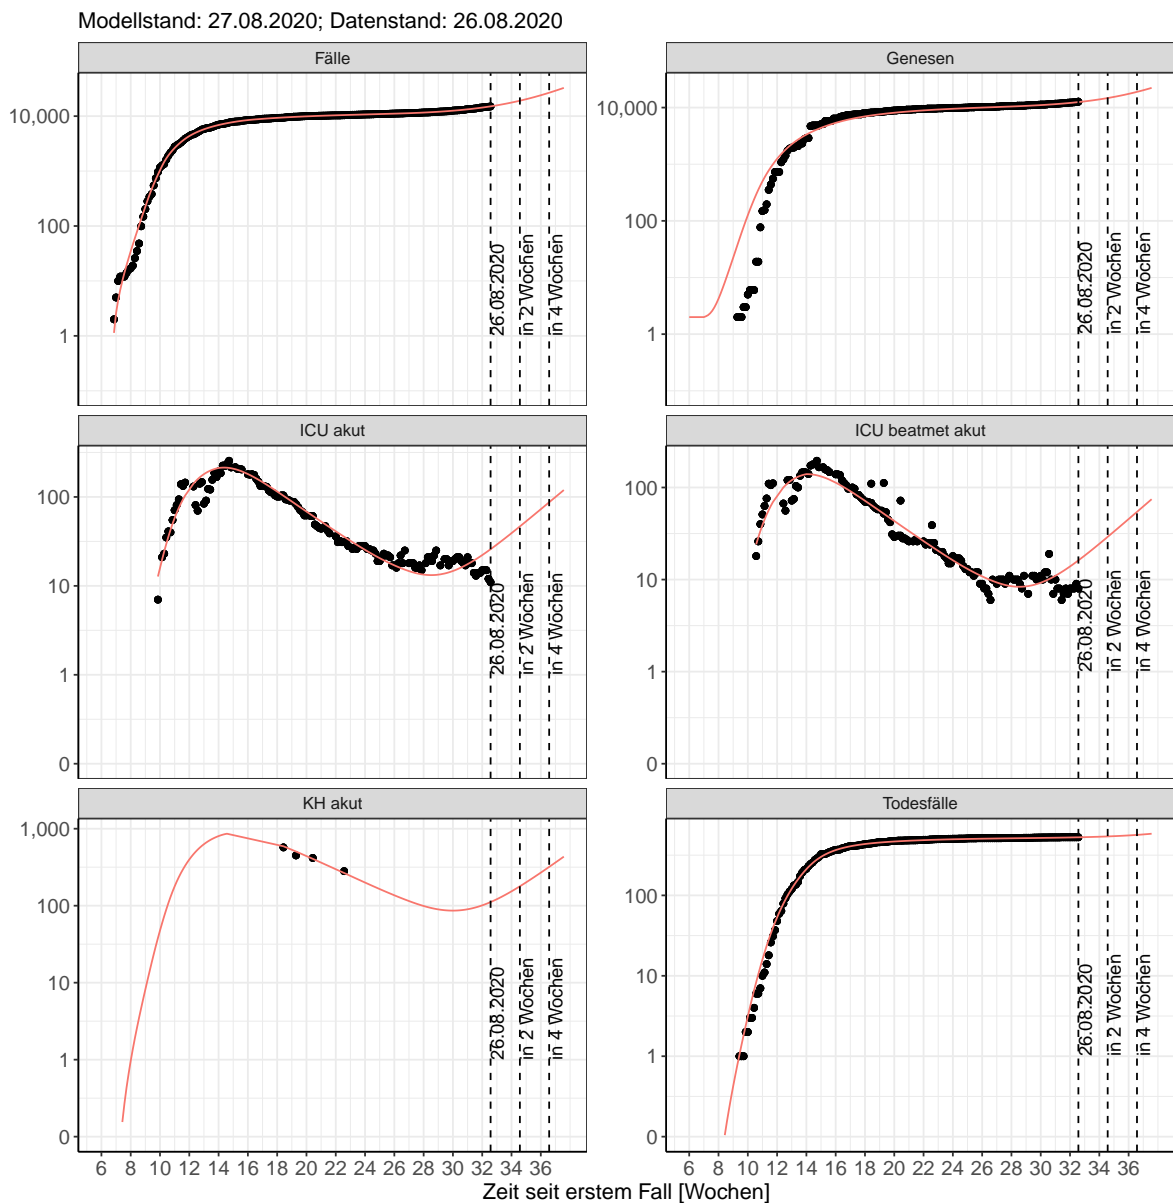 Modellstand: 27.08.2020; Datenstand: 26.08.2020
Fälle
Genesen
10,000
100
1
26.08.2020
in 2 Wochen
in 4 Wochen
10,000
100
1
26.08.2020
in 2 Wochen
in 4 Wochen
ICU akut
ICU beatmet akut
100
10
1
0
26.08.2020
in 2 Wochen
in 4 Wochen
100
10
1
0
26.08.2020
in 2 Wochen
in 4 Wochen
KH akut
Todesfälle
1,000
100
10
1
0
26.08.2020
in 2 Wochen
in 4 Wochen
100
10
1
0
26.08.2020
in 2 Wochen
in 4 Wochen
6 8 10 12 14 16 18 20 22 24 26 28 30 32 34 36
6 8 10 12 14 16 18 20 22 24 26 28 30 32 34 36
Zeit seit erstem Fall [Wochen]